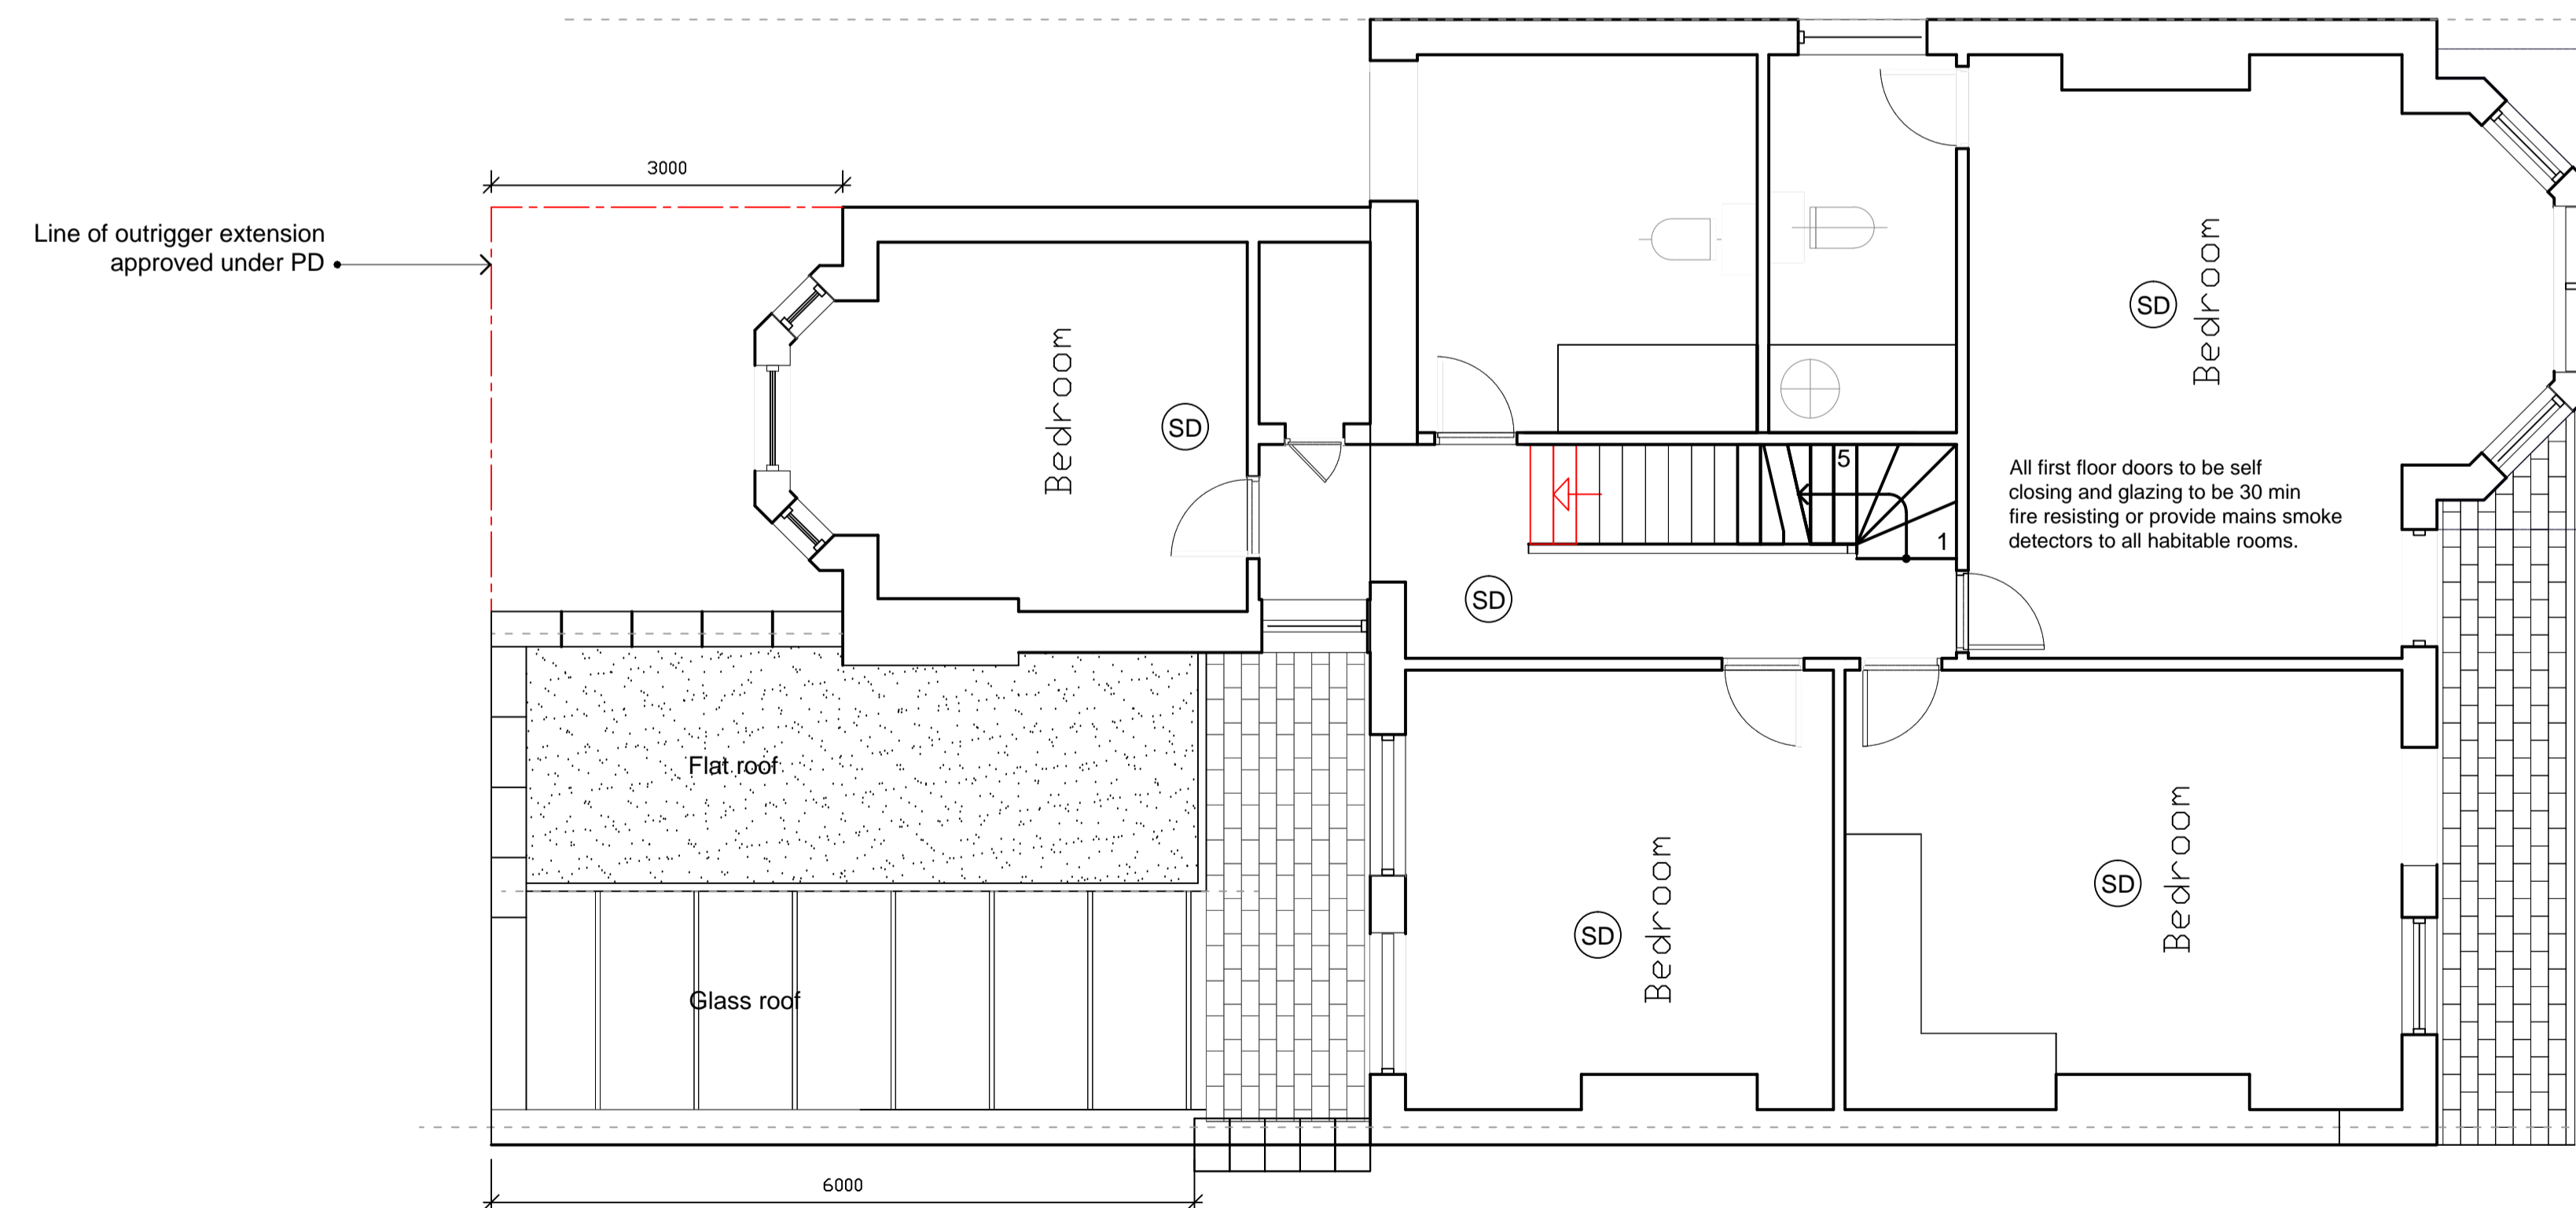 3000
Line of outrigger extension
approved under PD
Bedroom
SD
SD
Bedroom
5
1
All first floor doors to be self
closing and glazing to be 30 min
fire resisting or provide mains smoke
detectors to all habitable rooms.
SD
Flat roof
Glass roof
SD
Bedroom
SD
Bedroom
6000